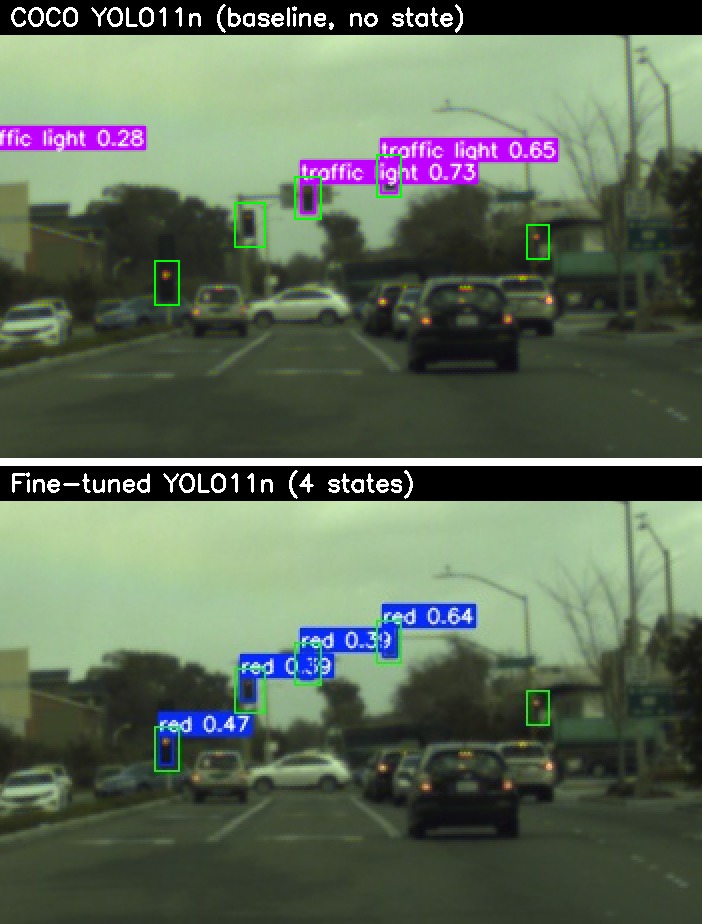 COCO YOLO11n (baseline, no state)
ffic light 0.28
traffic light 0.65
traffic light 0.73
Fine-tuned YOLO11n (4 states)
red 0.64
red 0.39
red 0.39
red 0.47